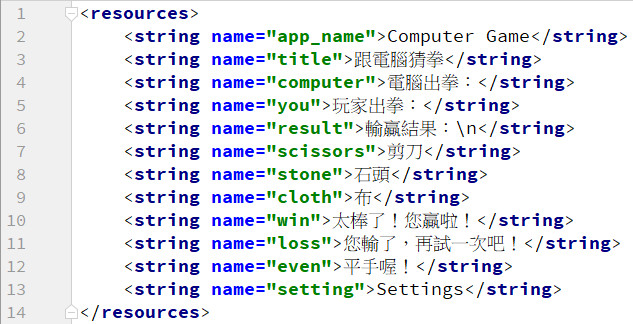 1 <resources>
2 <string name="app_name">Computer Game</string>
3 <string name="title">跟電腦猜拳</string>
4 <string name="computer">電腦出拳：</string>
5 <string name="you">玩家出拳：</string>
6 <string name="result">輸贏結果：\n</string>
7 <string name="scissors">剪刀</string>
8 <string name="stone">石頭</string>
9 <string name="cloth">布</string>
10 <string name="win">太棒了！您贏啦！</string>
11 <string name="loss">您輸了，再試一次吧！</string>
12 <string name="even">平手喔！</string>
13 <string name="setting">Settings</string>
14 </resources>